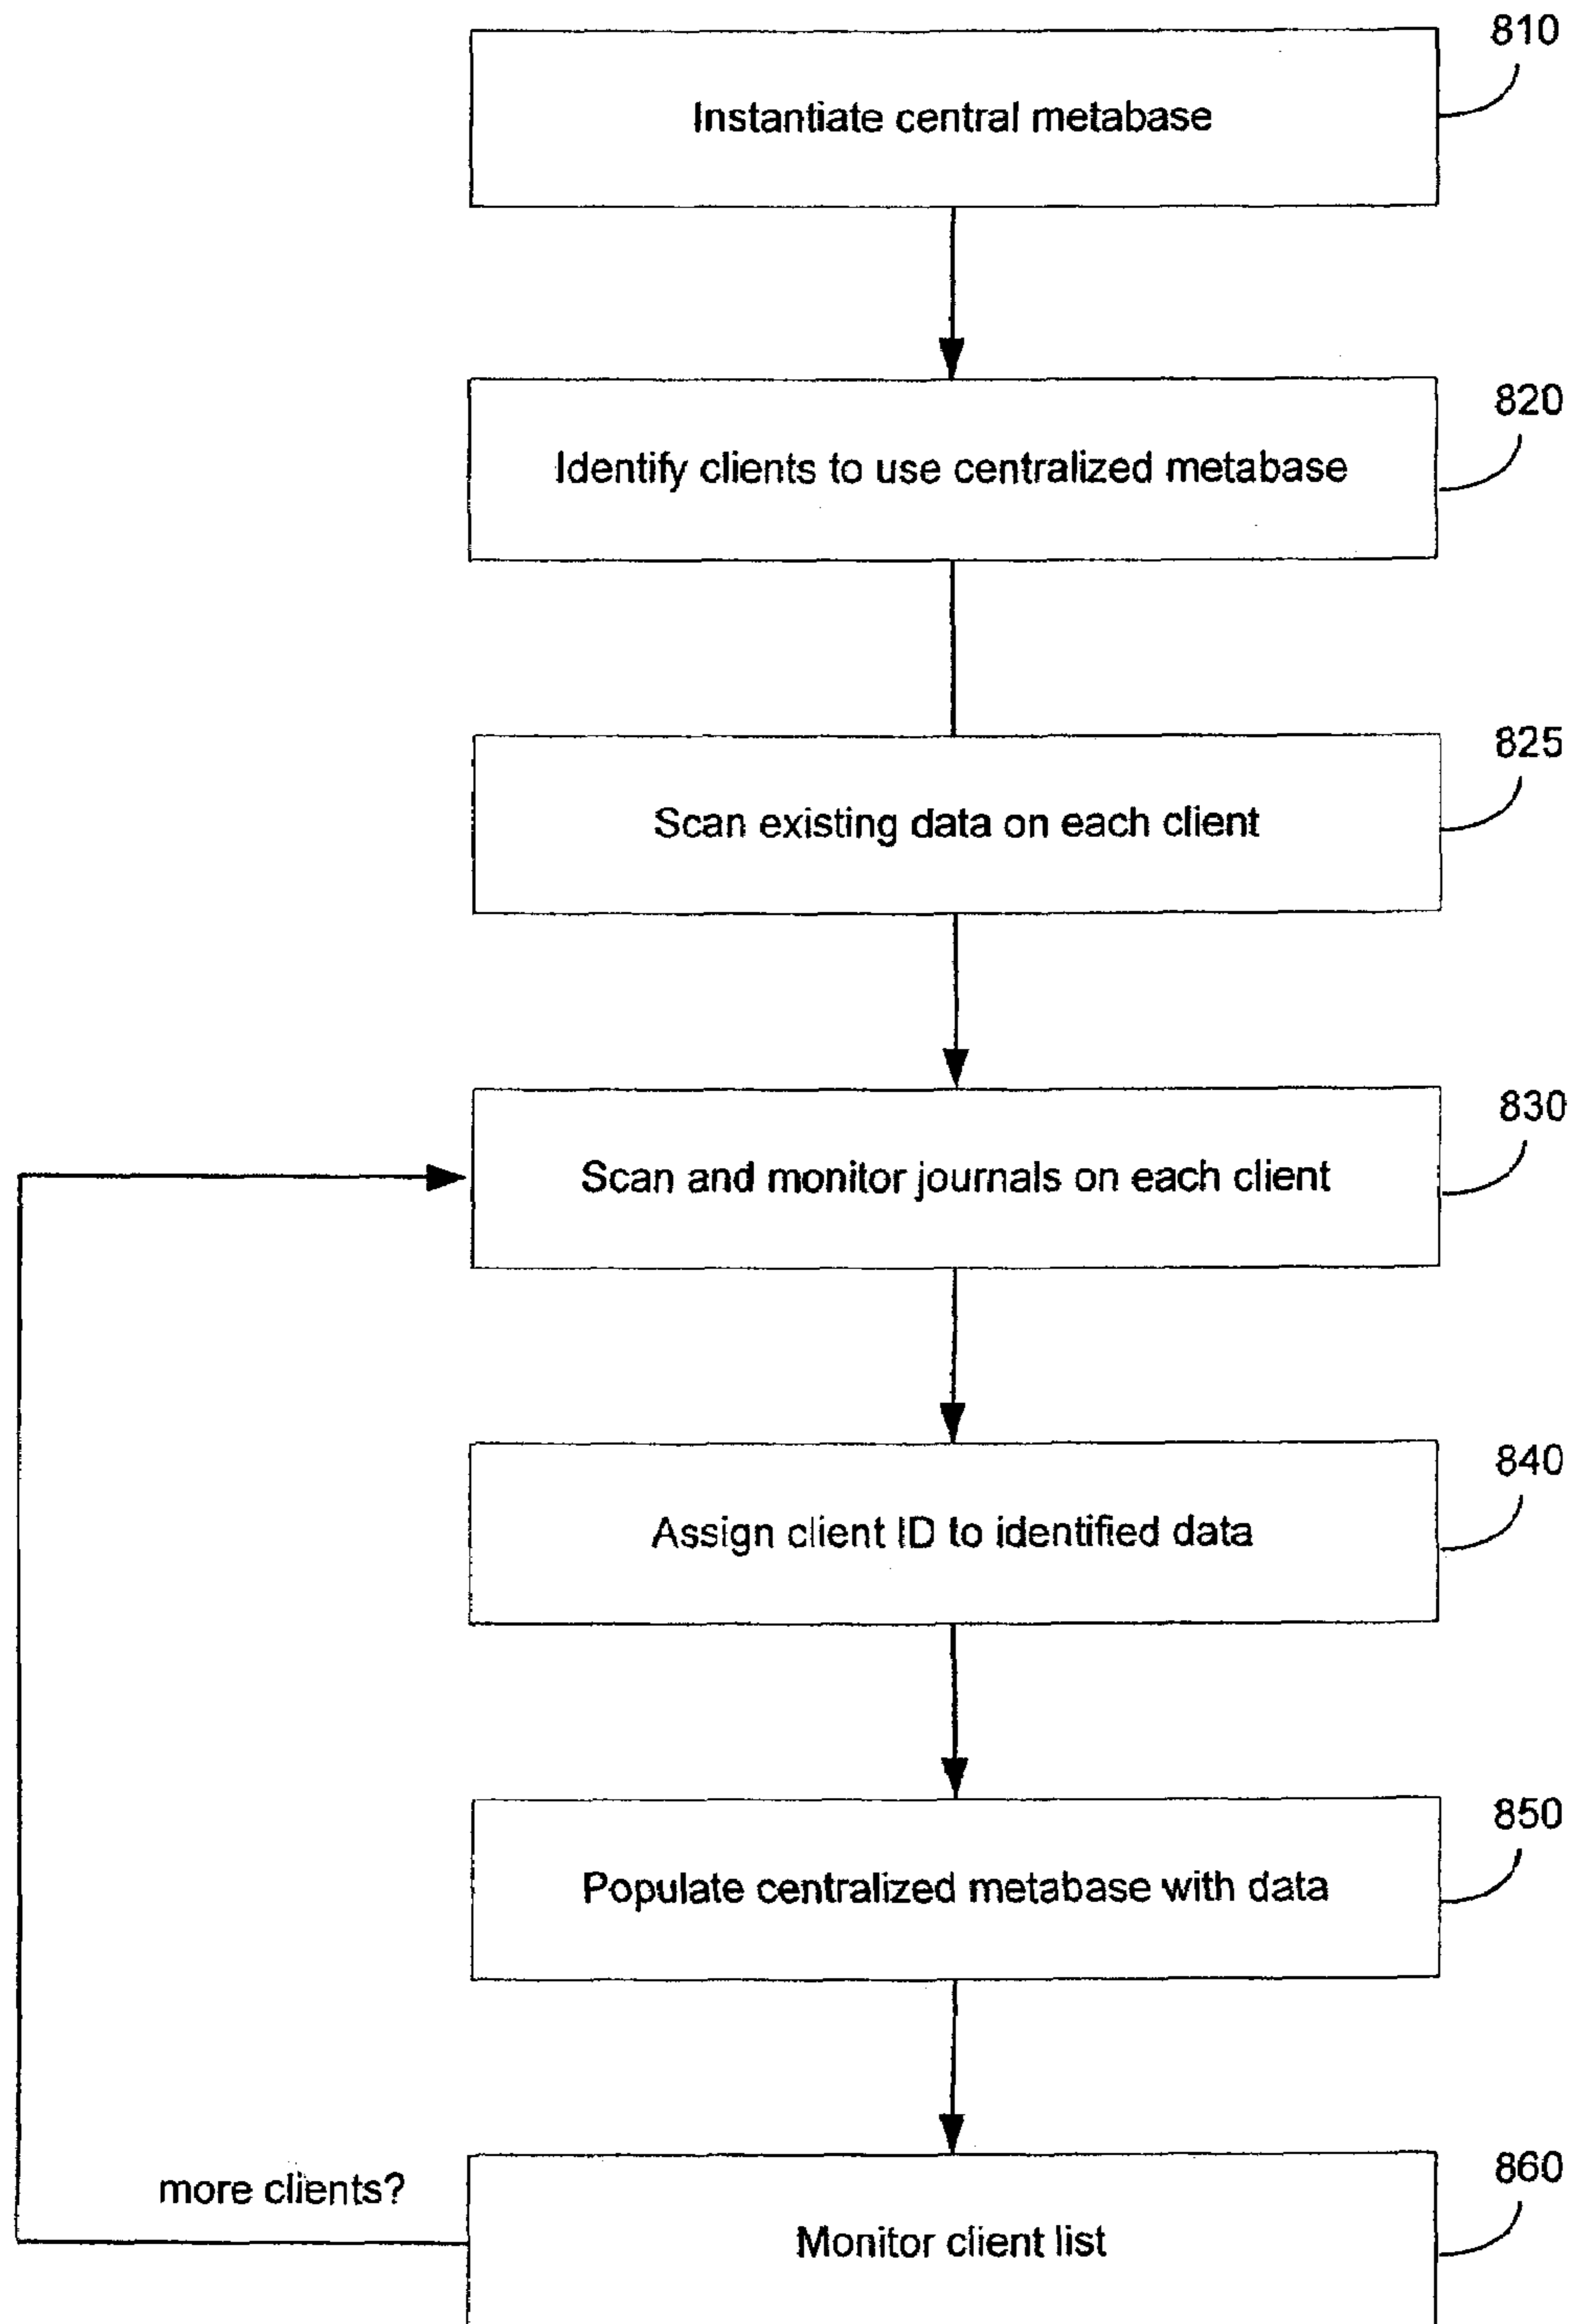 810
Instantiate central metabase
820
Identify clients to use centralized metabase
825
Scan existing data on each client
830
Scan and monitor journals on each client
840
Assign client ID to identified data
850
Populate centralized metabase with data
860
more clients?
Monitor client list